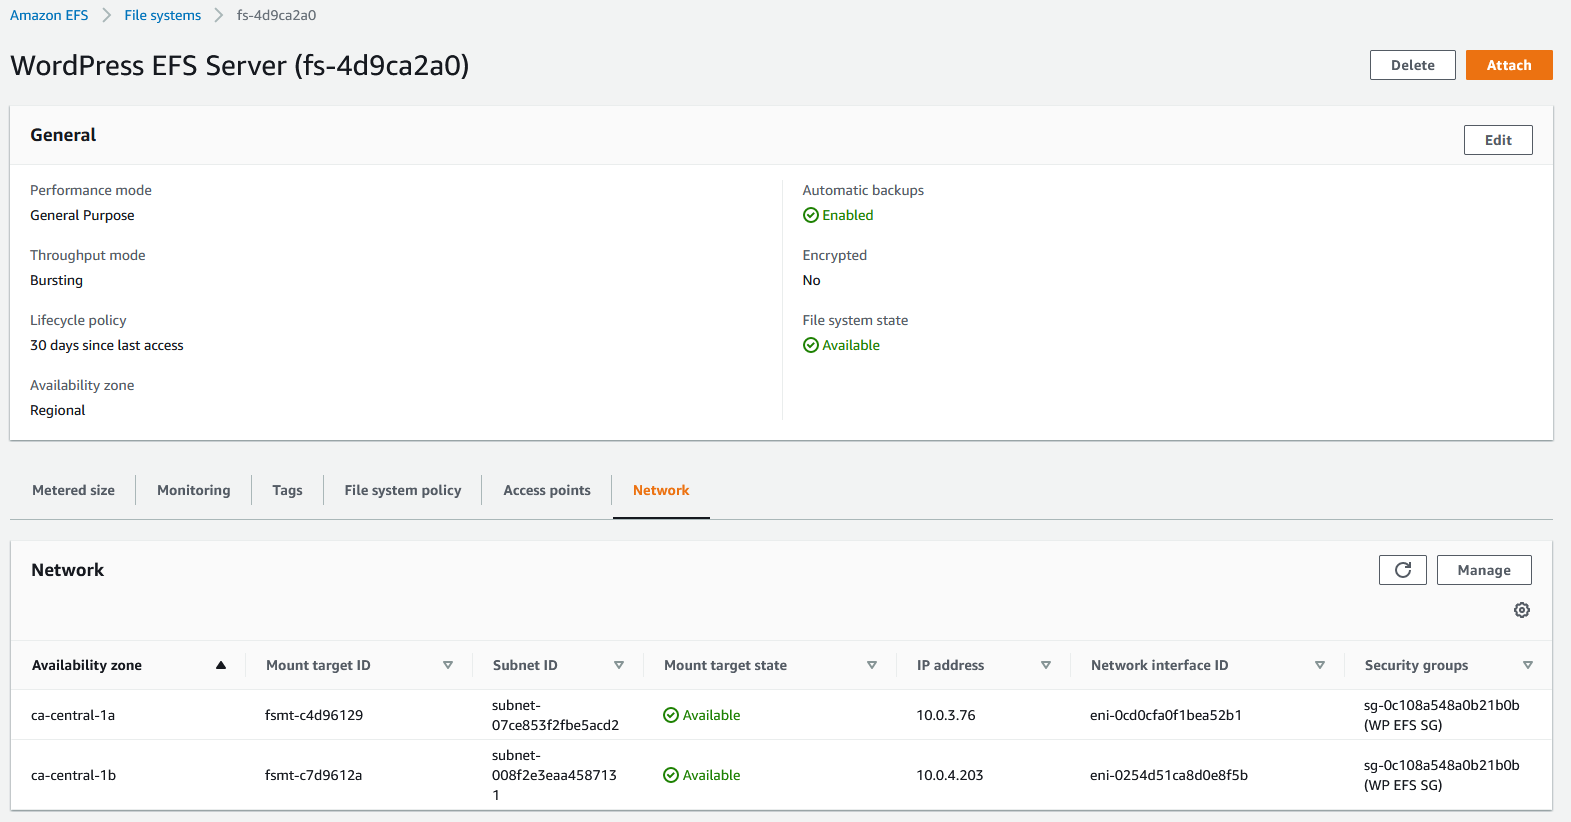 Amazon EFS > File systems > fs-4d9ca2a0
WordPress EFS Server (fs-4d9ca2a0)
Delete
Attach
General
Edit
Performance mode
General Purpose
Throughput mode
Bursting
Lifecycle policy
30 days since last access
Availability zone
Regional
Automatic backups
Enabled
Encrypted
No
File system state
Available
Metered size
Monitoring
Tags
File system policy
Access points
Network
Network
Manage
Availability zone
Mount target ID
Subnet ID
Mount target state
IP address
Network interface ID
Security groups
ca-central-1a
fsmt-c4d96129
subnet-
07ce853f2fbe5acd2
Available
10.0.3.76
eni-0cd0cfa0f1bea52b1
sg-0c108a548a0b21b0b
(WP EFS SG)
ca-central-1b
fsmt-c7d9612a
subnet-
008f2e3eaa458713
1
Available
10.0.4.203
eni-0254d51ca8d0e8f5b
sg-0c108a548a0b21b0b
(WP EFS SG)